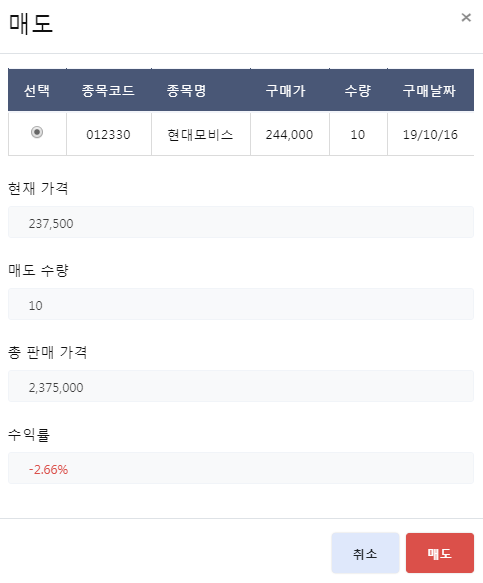 매도
×
선택 종목코드 종목명 구매가 수량 구매날짜
012330 현대모비스 244,000 10 19/10/16
현재 가격
237,500
매도 수량
10
총 판매 가격
2,375,000
수익률
-2.66%
취소 매도